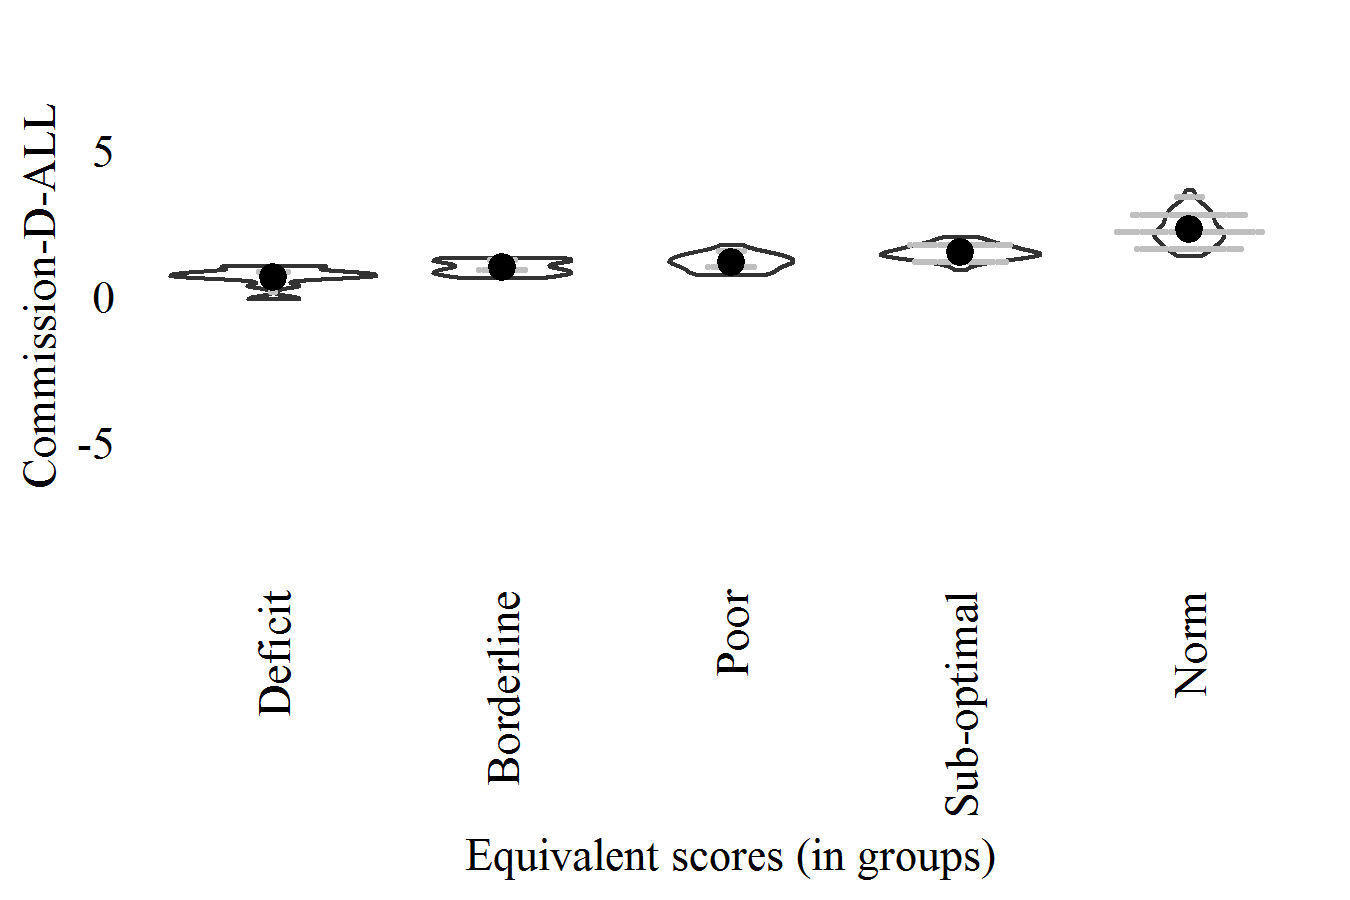 Commission-D-ALL
5
0
-5
Deficit
Borderline
Poor
Sub-optimal
Norm
Equivalent scores (in groups)